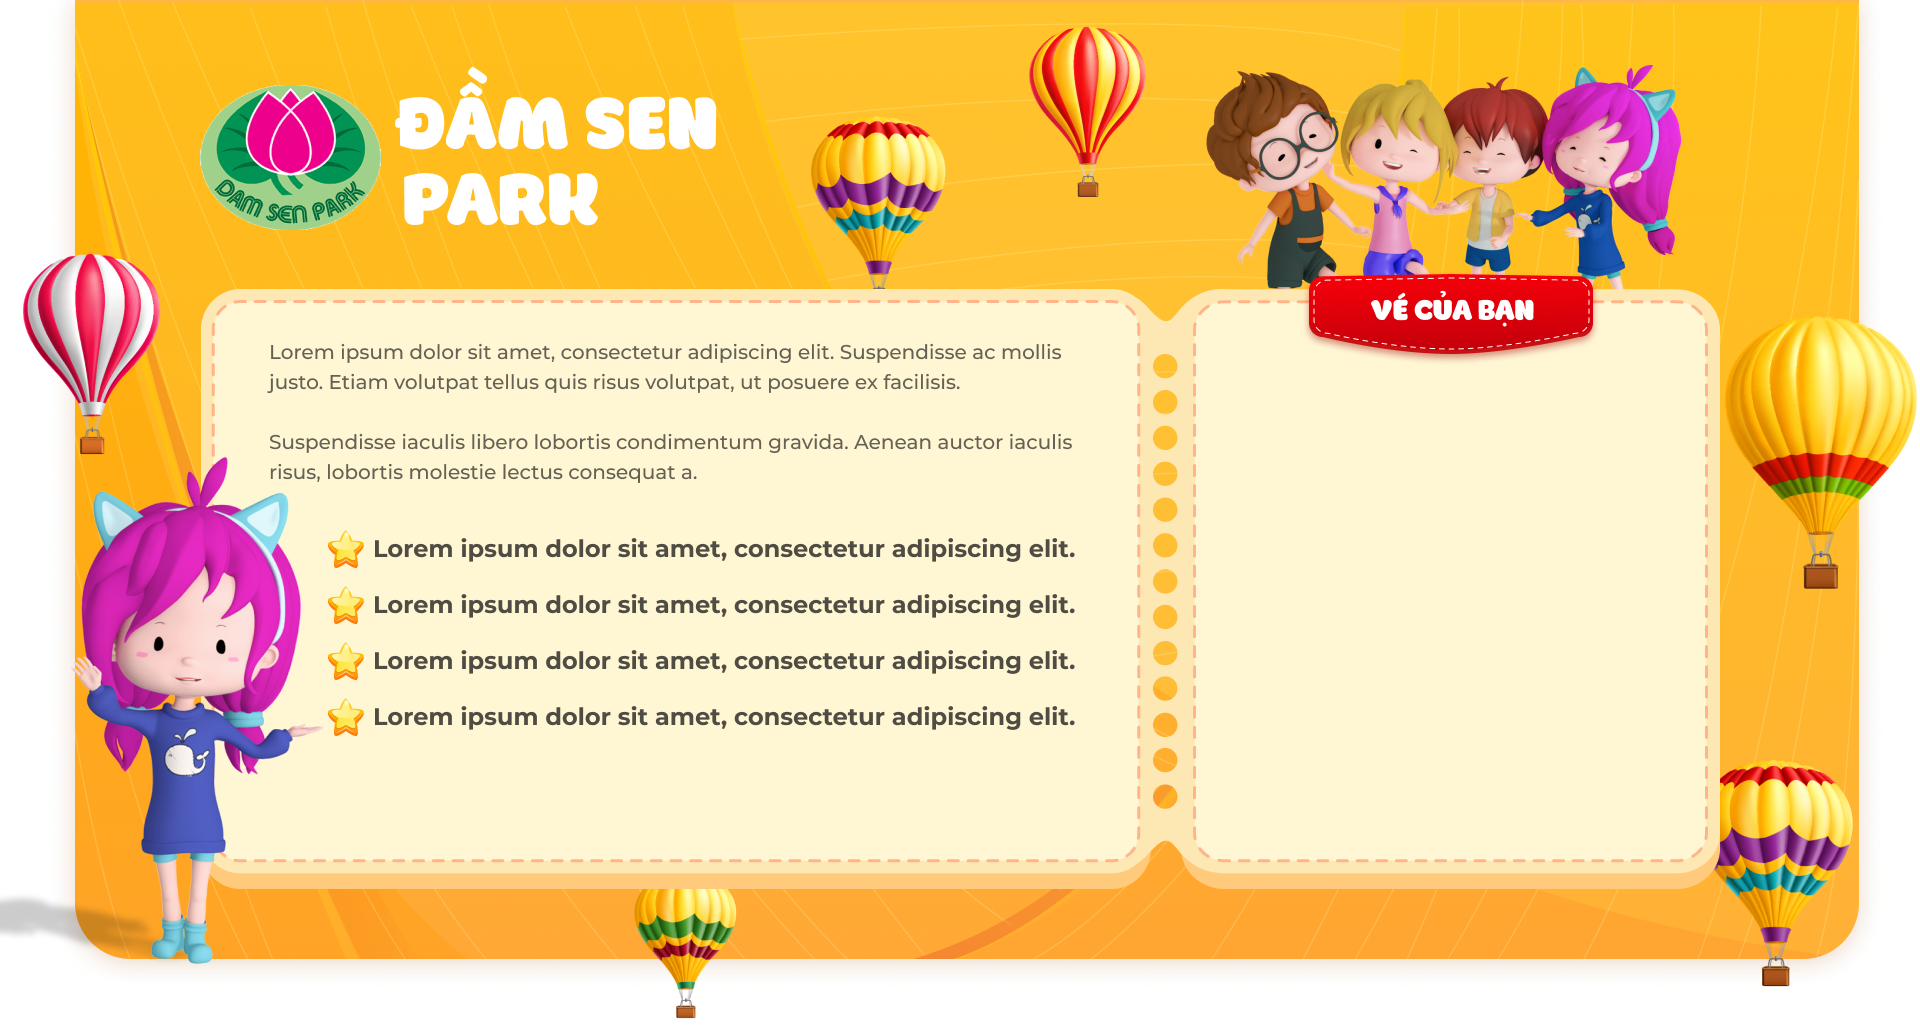 ĐẦM SEN
PARK
DAM SEN PARK
VÉ CỦA BẠN
Lorem ipsum dolor sit amet, consectetur adipiscing elit. Suspendisse ac mollis
justo. Etiam volutpat tellus quis risus volutpat, ut posuere ex facilisis.
Suspendisse iaculis libero lobortis condimentum gravida. Aenean auctor iaculis
risus, lobortis molestie lectus consequat a.
Lorem ipsum dolor sit amet, consectetur adipiscing elit.
Lorem ipsum dolor sit amet, consectetur adipiscing elit.
Lorem ipsum dolor sit amet, consectetur adipiscing elit.
Lorem ipsum dolor sit amet, consectetur adipiscing elit.